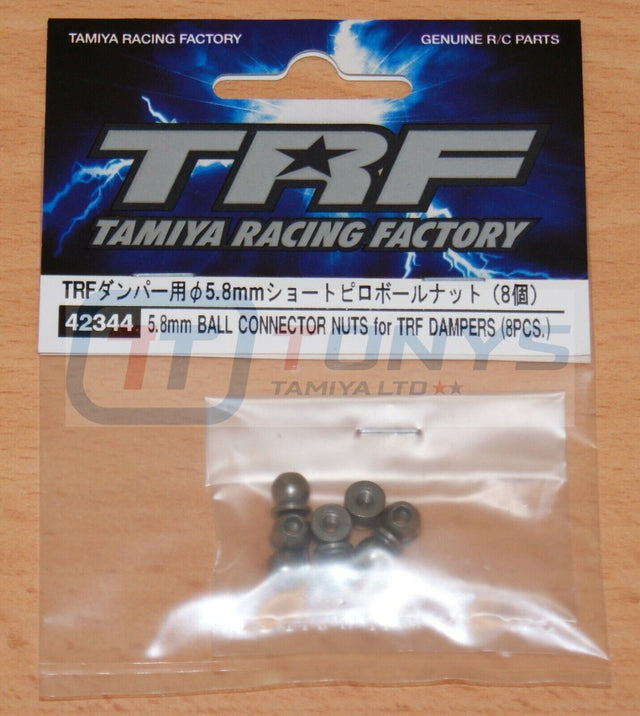 TAMIYA RACING FACTORY
GENUINE R/C PARTS
TRF
TAMIYA RACING FACTORY
TRFダンパー用φ5.8mmショートピロボールナット(8個)
42344 5.8mm BALL CONNECTOR NUTS for TRF DAMPERS (8PCS.)
TT TONYS
TAMIYA LTD ★★